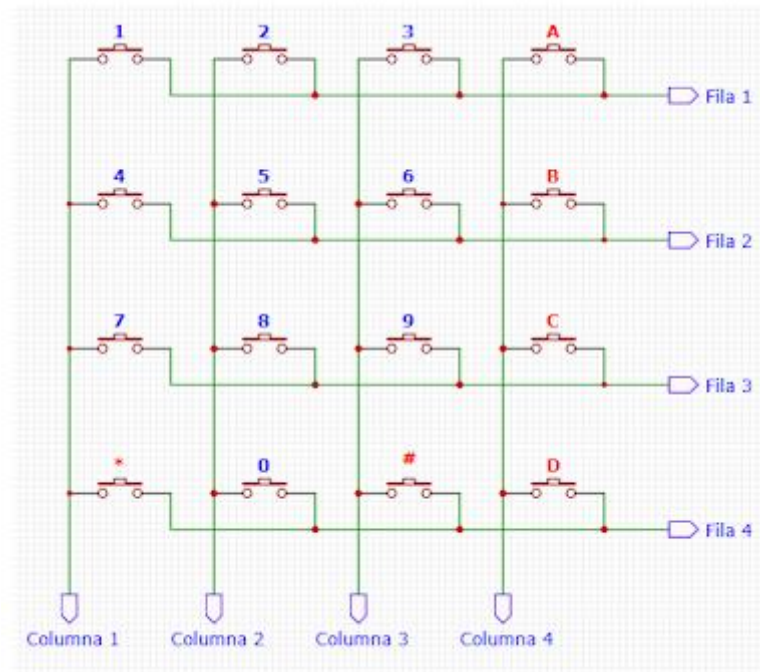 1 2 3 A
Fila 1
4 5 6 B
Fila 2
7 8 9 C
Fila 3
* 0 # D
Fila 4
Columna 1 Columna 2 Columna 3 Columna 4